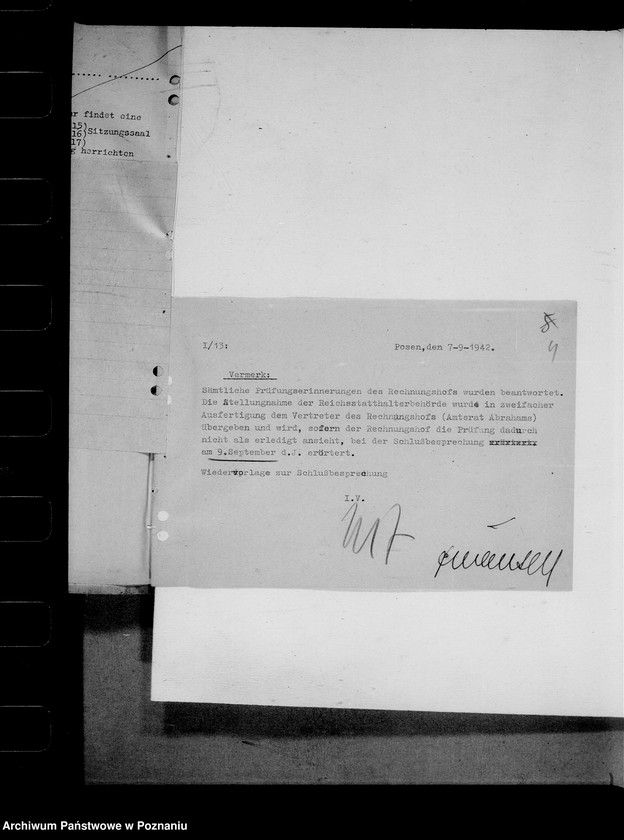 r findet eine
15)
16)Sitzungssaal
17)
g herrichten
4
I/13:
Posen,den 7-9-1942.
Vermerk:
Sämtliche Prüfungserinnerungen des Rechnungshofs wurden beantwortet.
Die Stellungnahme der Reichsstatthalterbehörde wurde in zweifacher
Ausfertigung dem Vertreter des Rechnungshofs (Amtsrat Abrahams)
übergeben und wird, sofern der Rechnungshof die Prüfung dadurch
nicht als erledigt ansieht, bei der Schlußbesprechung
am 9.September d.J. erörtert.
Wiedervorlage zur Schlußbesprechung
I.V.
Archiwum Państwowe w Poznaniu